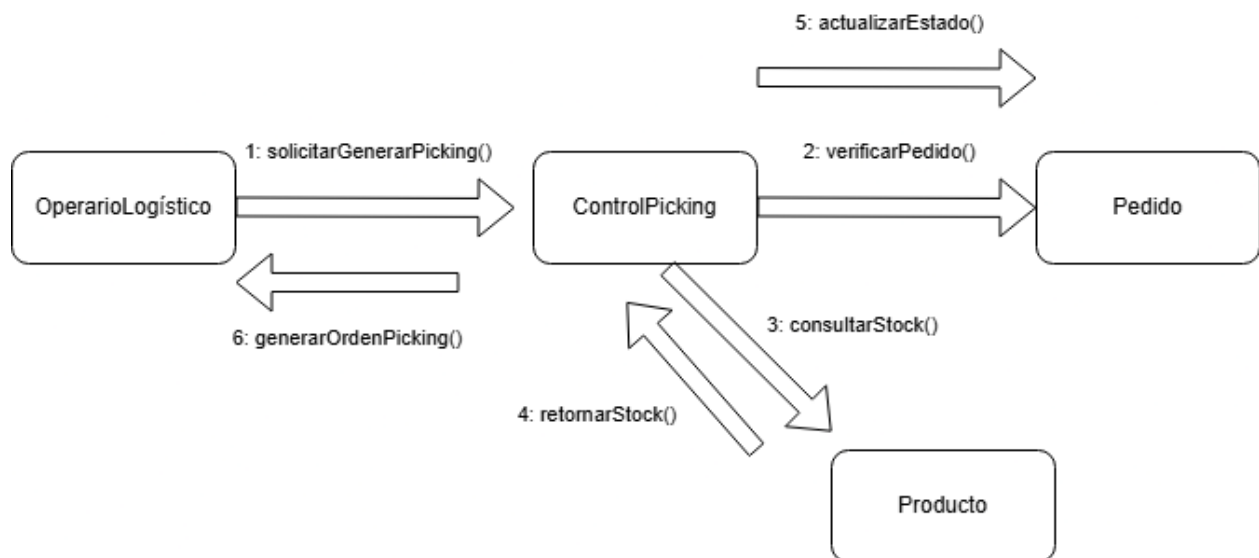 5: actualizarEstado()
1: solicitarGenerarPicking()
2: verificarPedido()
OperarioLogístico
ControlPicking
Pedido
6: generarOrdenPicking()
3: consultarStock()
4: retornarStock()
Producto